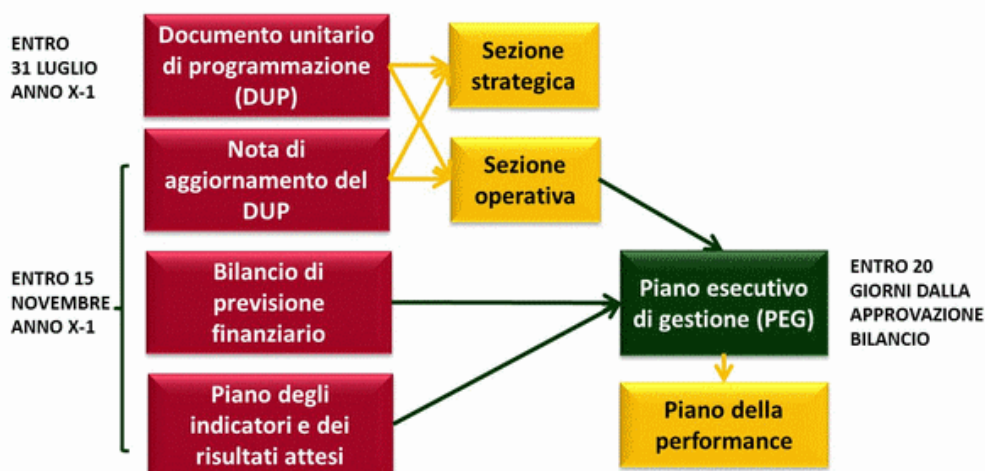 ENTRO
31 LUGLIO
ANNO X-1
Documento unitario
di programmazione
(DUP)
Sezione
strategica
Nota di
aggiornamento del
DUP
Sezione
operativa
ENTRO 15
NOVEMBRE
ANNO X-1
Bilancio di
previsione
finanziario
Piano esecutivo
di gestione (PEG)
ENTRO 20
GIORNI DALLA
APPROVAZIONE
BILANCIO
Piano degli
indicatori e dei
risultati attesi
Piano della
performance